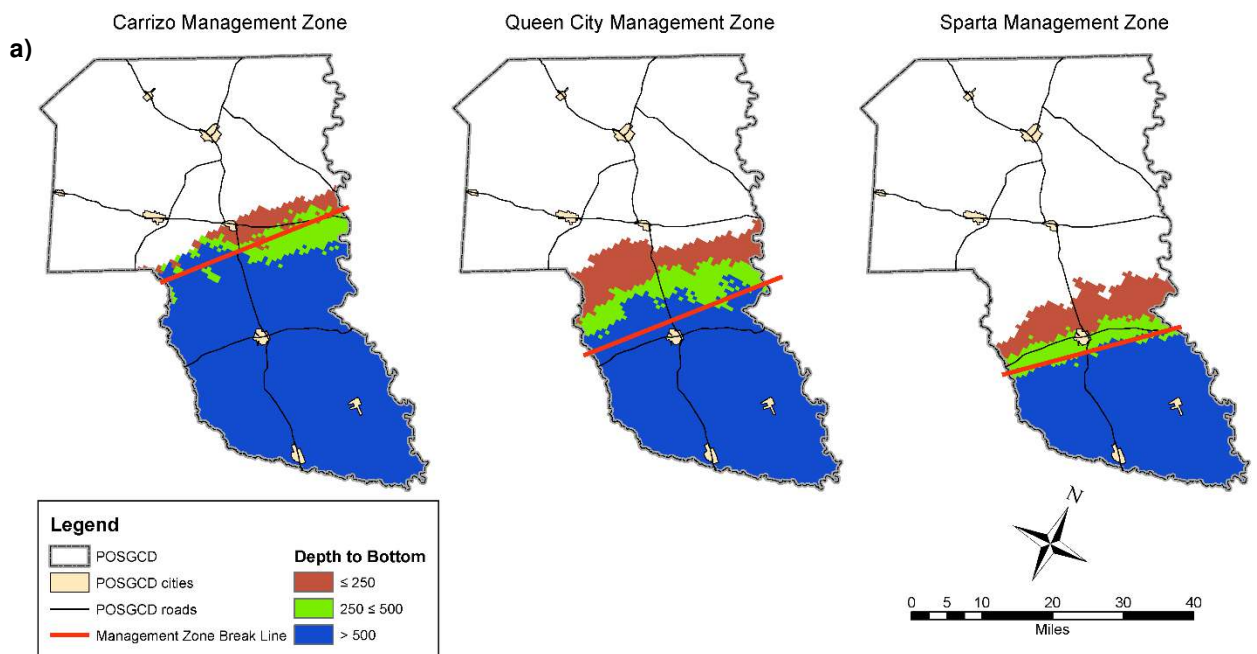 Carrizo Management Zone
Queen City Management Zone
Sparta Management Zone
a)
Legend
POSGCD
POSGCD cities
POSGCD roads
Management Zone Break Line
Depth to Bottom
≤ 250
250 ≤ 500
> 500
N
0 5 10 20 30 40
Miles